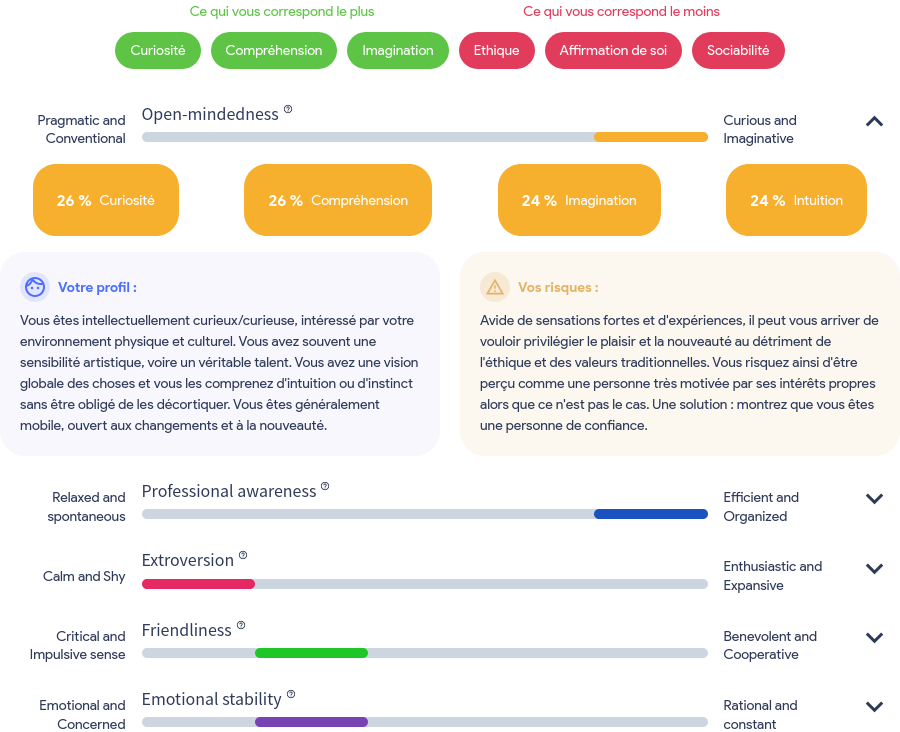 Ce qui vous correspond le plus
Ce qui vous correspond le moins
Curiosité
Compréhension
Imagination
Ethique
Affirmation de soi
Sociabilité
Pragmatic and
Conventional
Open-mindedness
Curious and
Imaginative
26 % Curiosité
26 % Compréhension
24 % Imagination
24 % Intuition
Votre profil :
Vous êtes intellectuellement curieux/curieuse, intéressé par votre
environnement physique et culturel. Vous avez souvent une
sensibilité artistique, voire un véritable talent. Vous avez une vision
globale des choses et vous les comprenez d'intuition ou d'instinct
sans être obligé de les décortiquer. Vous êtes généralement
mobile, ouvert aux changements et à la nouveauté.
Vos risques :
Avide de sensations fortes et d'expériences, il peut vous arriver de
vouloir privilégier le plaisir et la nouveauté au détriment de
l'éthique et des valeurs traditionnelles. Vous risquez ainsi d'être
perçu comme une personne très motivée par ses intérêts propres
alors que ce n'est pas le cas. Une solution : montrez que vous êtes
une personne de confiance.
Relaxed and
spontaneous
Professional awareness
Efficient and
Organized
Calm and Shy
Extroversion
Enthusiastic and
Expansive
Critical and
Impulsive sense
Friendliness
Benevolent and
Cooperative
Emotional and
Concerned
Emotional stability
Rational and
constant